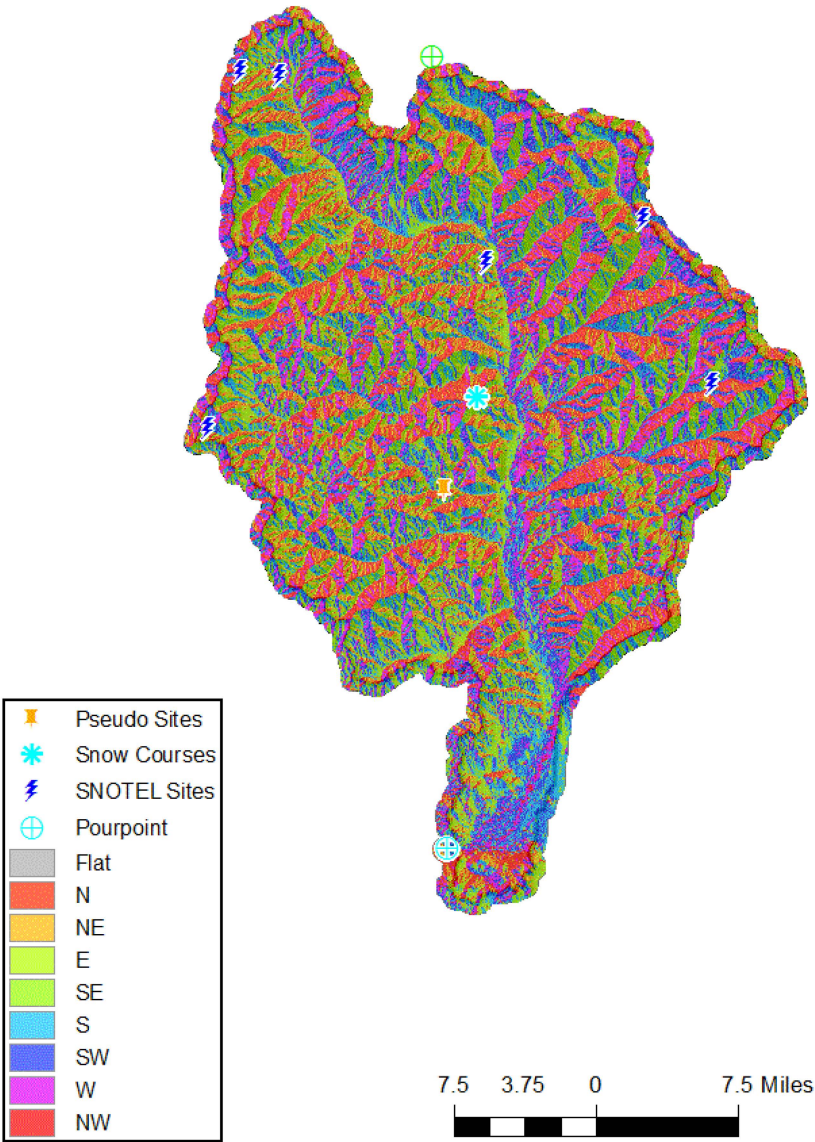 Pseudo Sites
Snow Courses
SNOTEL Sites
Pourpoint
Flat
N
NE
E
SE
S
SW
W
NW
7.5 3.75 0 7.5 Miles